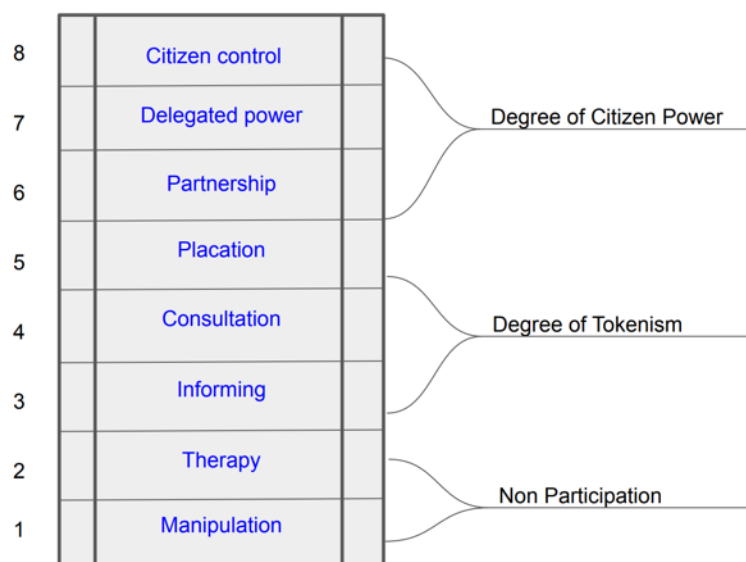 8 Citizen control
7 Delegated power
Degree of Citizen Power
6 Partnership
5 Placation
4 Consultation
Degree of Tokenism
3 Informing
2 Therapy
Non Participation
1 Manipulation